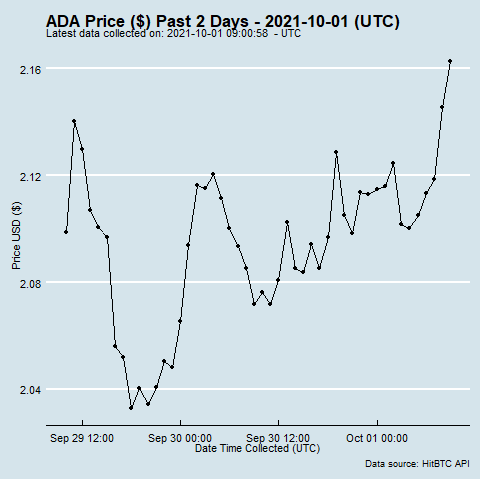 ADA Price ($) Past 2 Days - 2021-10-01 (UTC)
Latest data collected on: 2021-10-01 09:00:58 - UTC
2.16
2.12
2.08
2.04
Price USD ($)
Sep 29 12:00
Sep 30 00:00
Sep 30 12:00
Oct 01 00:00
Date Time Collected (UTC)
Data source: HitBTC API